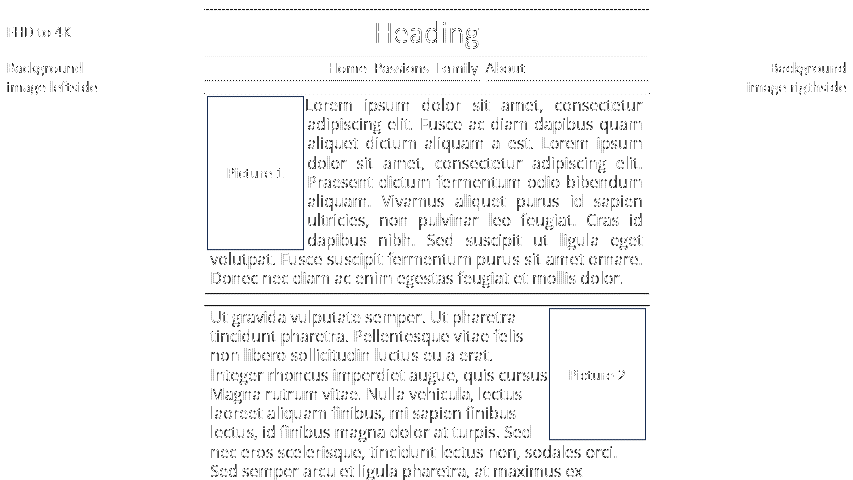 FHD to 4K
Background
image leftside
Heading
Home Passions Family About
Background
image rigthside
Picture 1
Lorem ipsum dolor sit amet, consectetur
adipiscing elit. Fusce ac diam dapibus quam
aliquet dictum aliquam a est. Lorem ipsum
dolor sit amet, consectetur adipiscing elit.
Praesent dictum fermentum odio bibendum
aliquam. Vivamus aliquet purus id sapien
ultricies, non pulvinar leo feugiat. Cras id
dapibus nibh. Sed suscipit ut ligula eget
volutpat. Fusce suscipit fermentum purus sit amet ornare.
Donec nec diam ac enim egestas feugiat et mollis dolor.
Ut gravida vulputate semper. Ut pharetra
tincidunt pharetra. Pellentesque vitae felis
non libero sollicitudin luctus eu a erat.
Integer rhoncus imperdiet augue, quis cursus
Magna rutrum vitae. Nulla vehicula, lectus
laoreet aliquam finibus, mi sapien finibus
lectus, id finibus magna dolor at turpis. Sed
nec eros scelerisque, tincidunt lectus non, sodales orci.
Sed semper arcu et ligula pharetra, at maximus ex
Picture 2